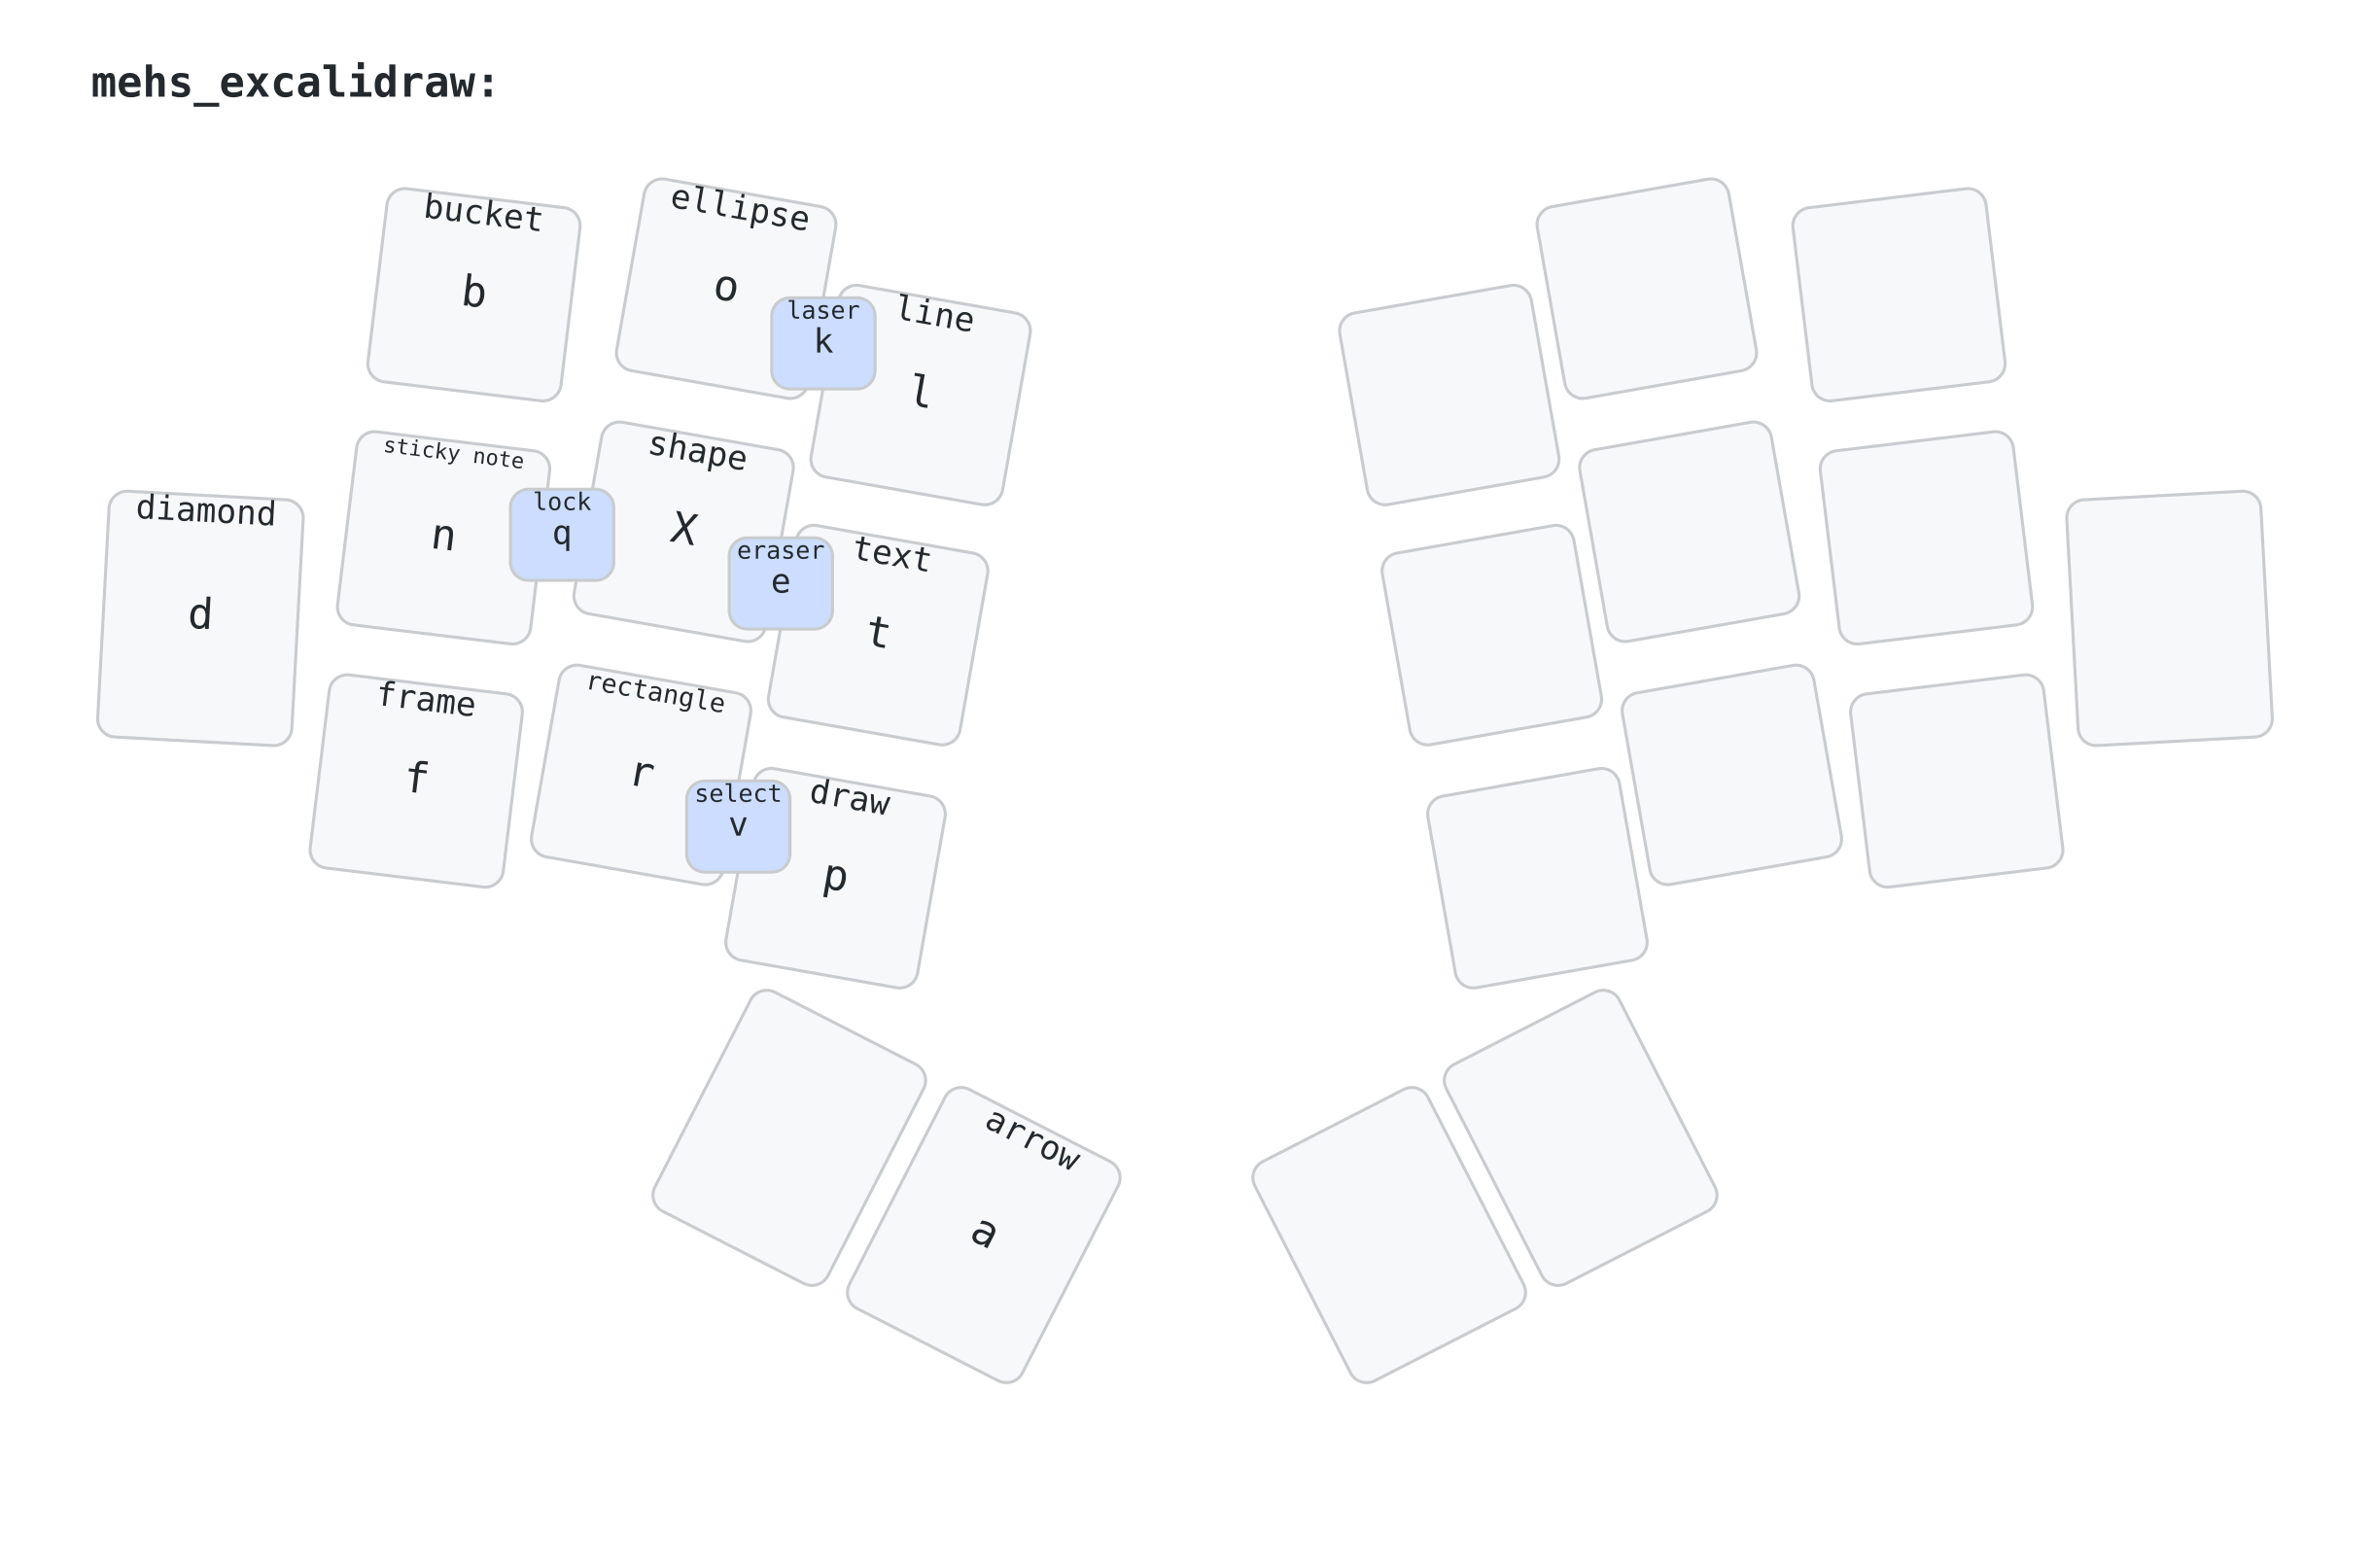 mehs_excalidraw:
bucket
b
ellipse
o
laser
k
line
l
diamond
d
sticky note
n
lock
q
shape
X
eraser
e
text
t
frame
f
rectangle
r
select
v
draw
p
arrow
a